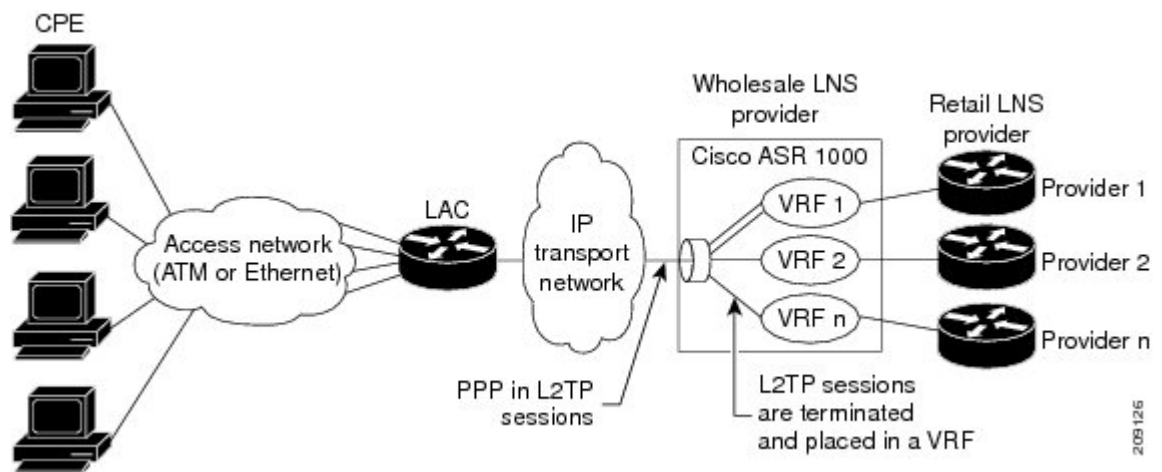 CPE
Access network
(ATM or Ethernet)
LAC
IP
transport
network
PPP in L2TP
sessions
Wholesale LNS
provider
Cisco ASR 1000
VRF 1
VRF 2
VRF n
L2TP sessions
are terminated
and placed in a VRF
Retail LNS
provider
Provider 1
Provider 2
Provider n
209126